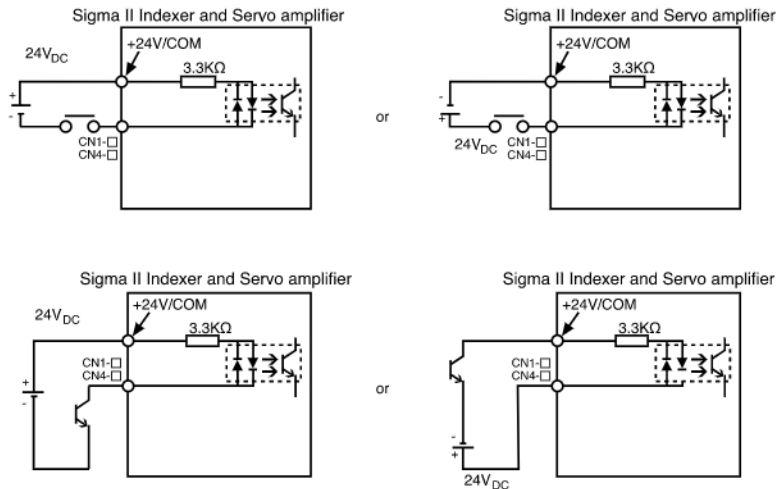 Sigma II Indexer and Servo amplifier
+24V/COM
24VDC
3.3KΩ
+
-
CN1-□
CN4-□
or
Sigma II Indexer and Servo amplifier
+24V/COM
3.3KΩ
-
+
24VDC
CN1-□
CN4-□
Sigma II Indexer and Servo amplifier
+24V/COM
24VDC
3.3KΩ
CN1-□
CN4-□
+
-
or
Sigma II Indexer and Servo amplifier
+24V/COM
3.3KΩ
CN1-□
CN4-□
-
+
24VDC